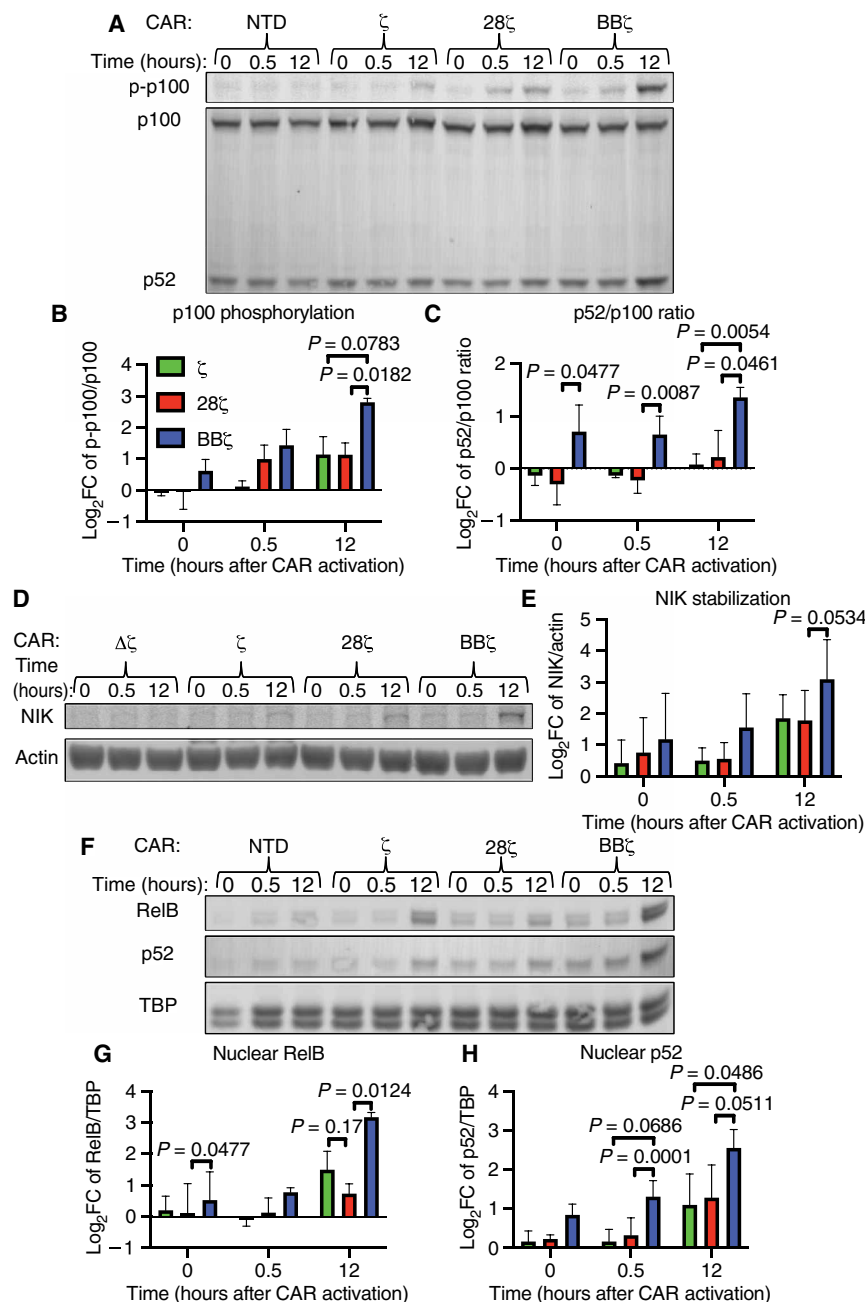 A
CAR: NTD ζ 28ζ BBζ
Time (hours): 0 0.5 12 0 0.5 12 0 0.5 12 0 0.5 12
p-p100
p100
p52
B
p100 phosphorylation
Log2FC of p-p100/p100
4
3
2
1
0
−1
ζ
28ζ
BBζ
P = 0.0783
P = 0.0182
0 0.5 12
Time (hours after CAR activation)
C
p52/p100 ratio
Log2FC of p52/p100 ratio
2
1
0
−1
P = 0.0477
P = 0.0087
P = 0.0054
P = 0.0461
0 0.5 12
Time (hours after CAR activation)
D
CAR: Δζ ζ 28ζ BBζ
Time
(hours): 0 0.5 12 0 0.5 12 0 0.5 12 0 0.5 12
NIK
Actin
E
NIK stabilization
Log2FC of NIK/actin
5
4
3
2
1
0
P = 0.0534
0 0.5 12
Time (hours after CAR activation)
F
CAR: NTD ζ 28ζ BBζ
Time (hours): 0 0.5 12 0 0.5 12 0 0.5 12 0 0.5 12
RelB
p52
TBP
G
Nuclear RelB
Log2FC of RelB/TBP
4
3
2
1
0
−1
P = 0.0477
P = 0.17
P = 0.0124
0 0.5 12
Time (hours after CAR activation)
H
Nuclear p52
Log2FC of p52/TBP
4
3
2
1
0
P = 0.0686
P = 0.0001
P = 0.0486
P = 0.0511
0 0.5 12
Time (hours after CAR activation)